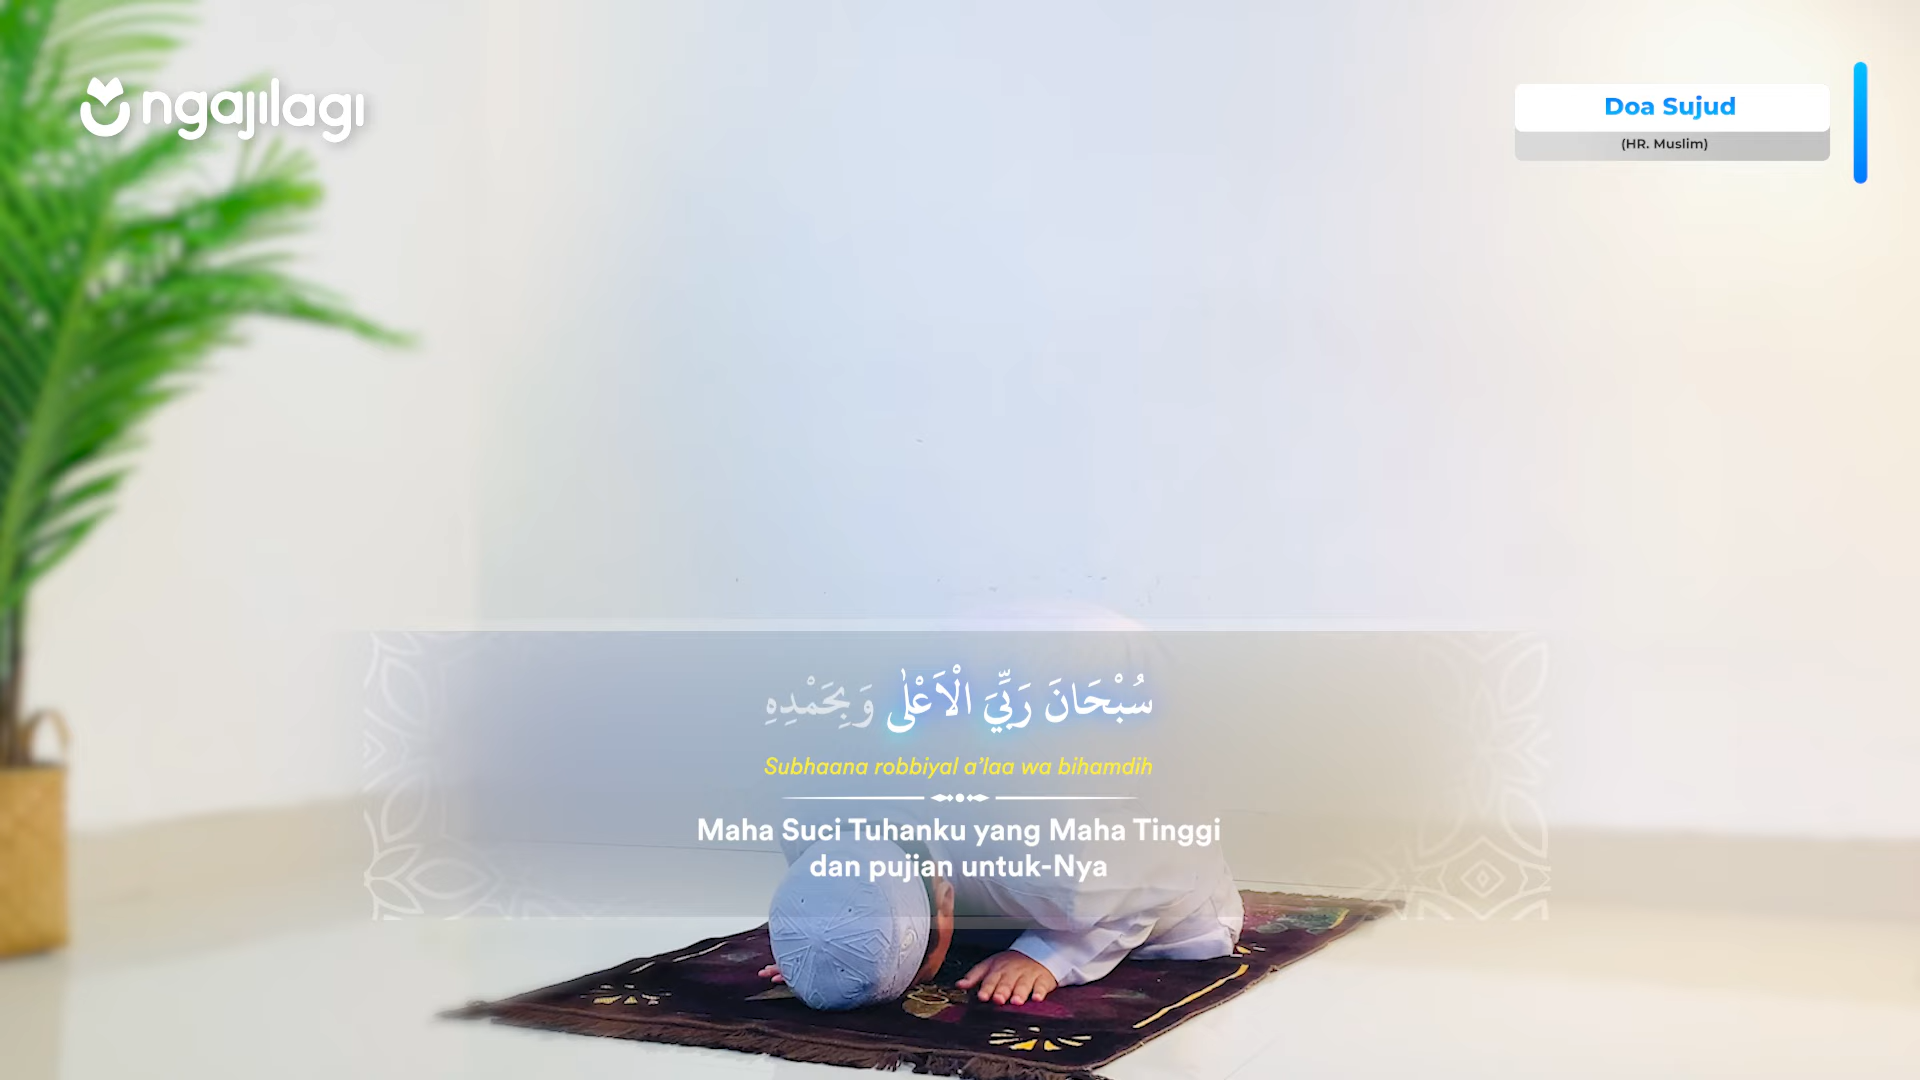 ngajilagi
Doa Sujud
(HR. Muslim)
سُبْحَانَ رَبِّيَ الْاَعْلٰى وَبِحَمْدِهِ
Subhaana robbiyal a’laa wa bihamdih
Maha Suci Tuhanku yang Maha Tinggi
dan pujian untuk-Nya